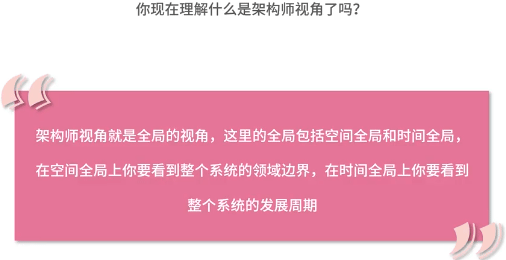 你现在理解什么是架构师视角了吗？
架构师视角就是全局的视角，这里的全局包括空间全局和时间全局，
在空间全局上你要看到整个系统的领域边界，在时间全局上你要看到
整个系统的发展周期